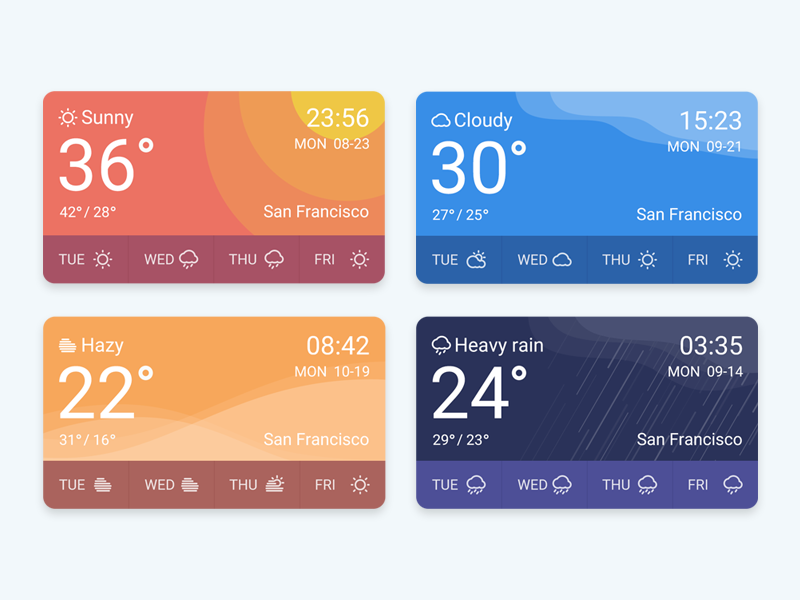 Sunny
23:56
36°
MON 08-23
42° / 28°
San Francisco
TUE WED THU FRI
Cloudy
15:23
30°
MON 09-21
27° / 25°
San Francisco
TUE WED THU FRI
Hazy
08:42
22°
MON 10-19
31° / 16°
San Francisco
TUE WED THU FRI
Heavy rain
03:35
24°
MON 09-14
29° / 23°
San Francisco
TUE WED THU FRI